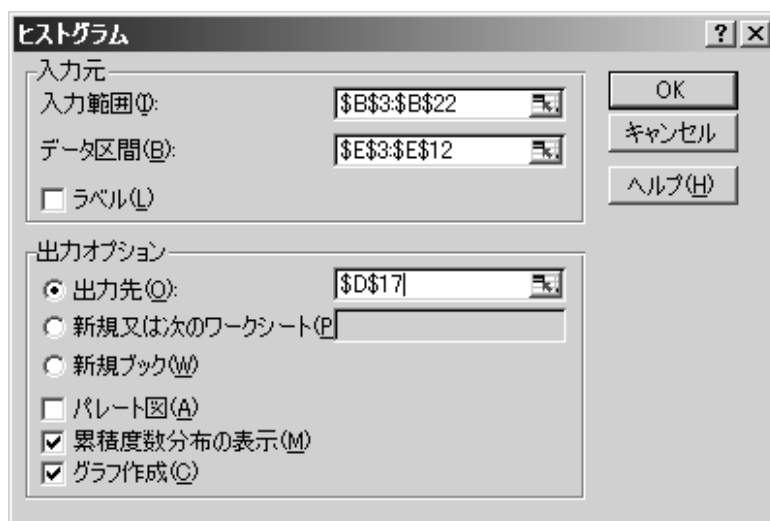 ヒストグラム
入力元
入力範囲(I):
$B$3:$B$22
データ区間(B):
$E$3:$E$12
ラベル(L)
OK
キャンセル
ヘルプ(H)
出力オプション
出力先(O):
$D$17
新規又は次のワークシート(P
新規ブック(W)
パレート図(A)
累積度数分布の表示(M)
グラフ作成(C)